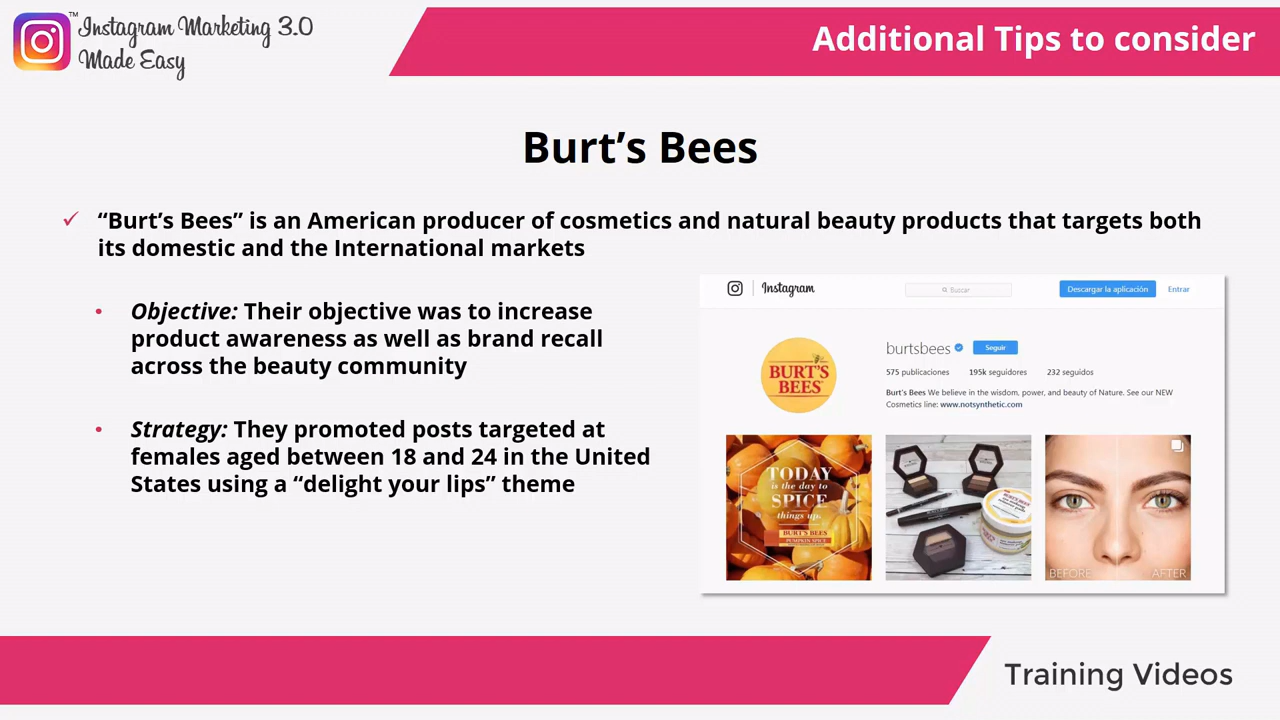 Instagram Marketing 3.0
Made Easy
™
Additional Tips to consider
Burt’s Bees
“Burt’s Bees” is an American producer of cosmetics and natural beauty products that targets both
its domestic and the International markets
Objective: Their objective was to increase
product awareness as well as brand recall
across the beauty community
Strategy: They promoted posts targeted at
females aged between 18 and 24 in the United
States using a “delight your lips” theme
Instagram
Buscar
Descargar la aplicación
Entrar
BURT'S
BEES
burtsbees
Seguir
575 publicaciones 195k seguidores 232 seguidos
Burt's Bees We believe in the wisdom, power, and beauty of Nature. See our NEW
Cosmetics line: www.notsynthetic.com
TODAY
is the day to
SPICE
things up.
BURT'S BEES
PUMPKIN SPICE
BEFORE
AFTER
Training Videos